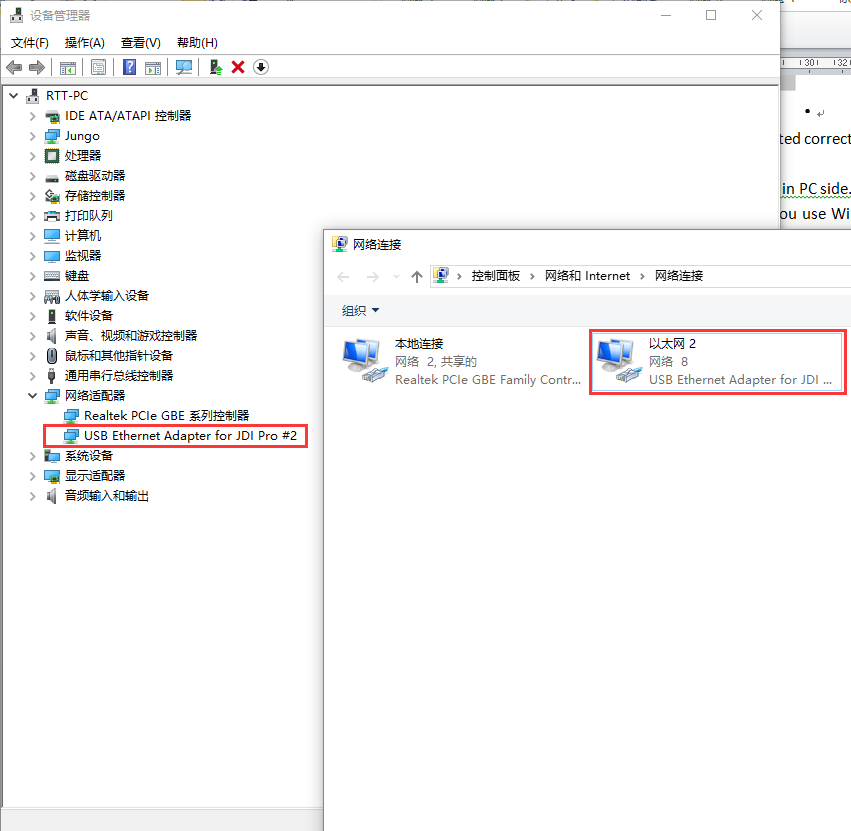 设备管理器
文件(F) 操作(A) 查看(V) 帮助(H)
RTT-PC
IDE ATA/ATAPI 控制器
Jungo
处理器
磁盘驱动器
存储控制器
打印队列
计算机
监视器
键盘
人体学输入设备
软件设备
声音、视频和游戏控制器
鼠标和其他指针设备
通用串行总线控制器
网络适配器
Realtek PCIe GBE 系列控制器
USB Ethernet Adapter for JDI Pro #2
系统设备
显示适配器
音频输入和输出
30 32
ted correct
in PC side.
ou use Wi
网络连接
控制面板 › 网络和 Internet › 网络连接
组织
本地连接
网络 2, 共享的
Realtek PCIe GBE Family Contr...
以太网 2
网络 8
USB Ethernet Adapter for JDI ...